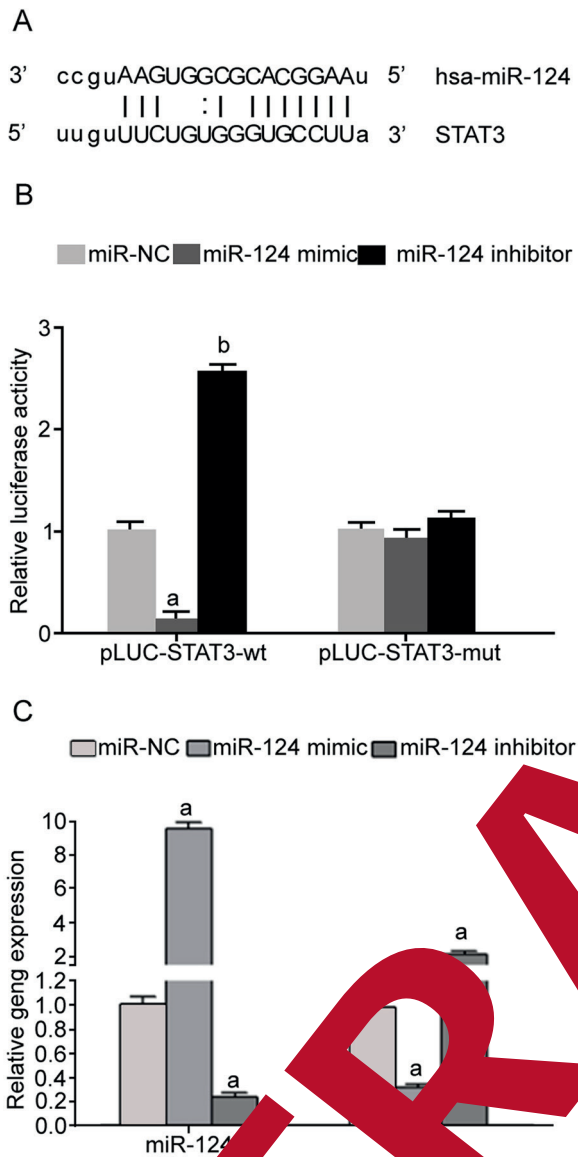 A
3' ccguAAGUGGCGCACGGAAu 5' hsa-miR-124
5' uuguUUCUGUGGGUGCCUUa 3' STAT3
B
miR-NC miR-124 mimic miR-124 inhibitor
Relative luciferase acticity
3
2
1
0
a
b
pLUC-STAT3-wt pLUC-STAT3-mut
C
miR-NC miR-124 mimic miR-124 inhibitor
Relative geng expression
10
8
6
4
2
1.2
1.0
0.8
0.6
0.4
0.2
0.0
a
a
a
a
miR-124